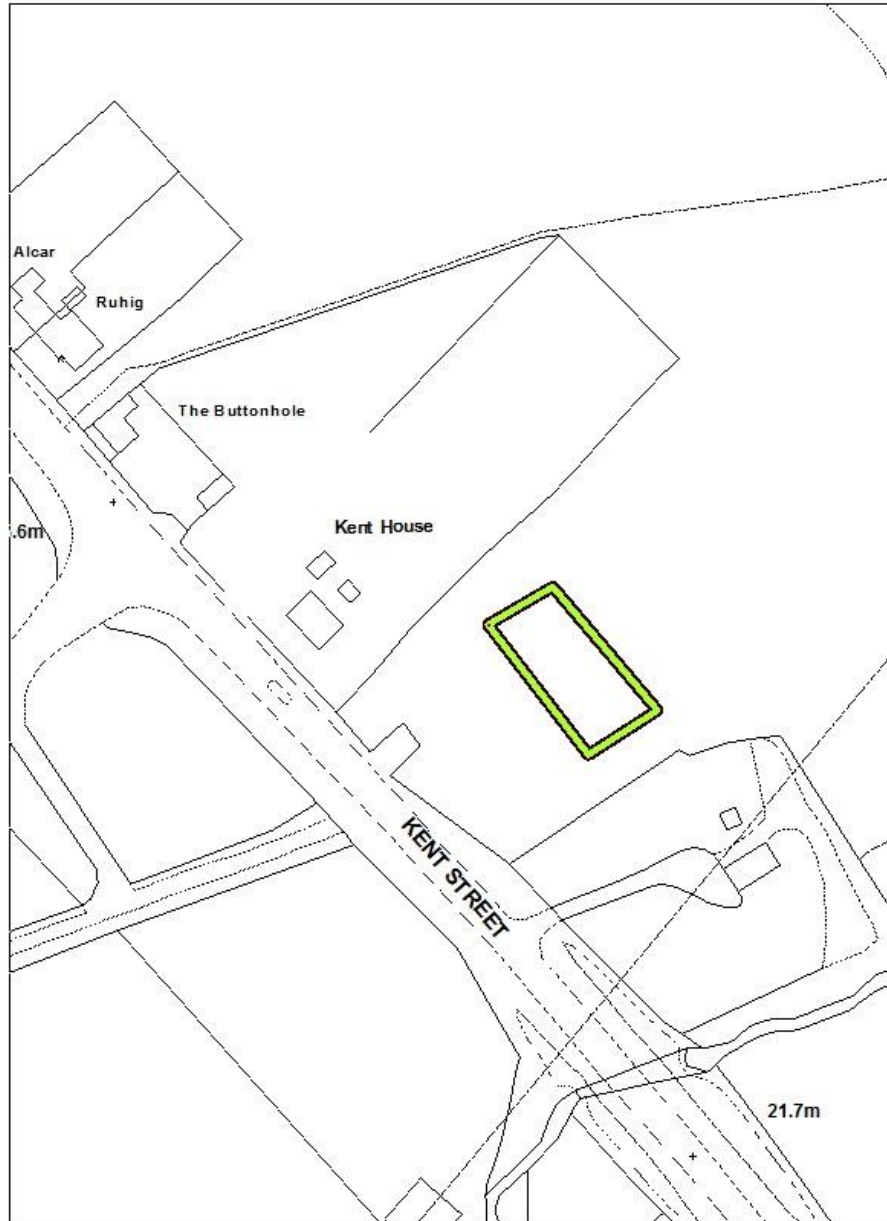 Alcar
Ruhig
The Buttonhole
.6m
Kent House
KENT STREET
21.7m